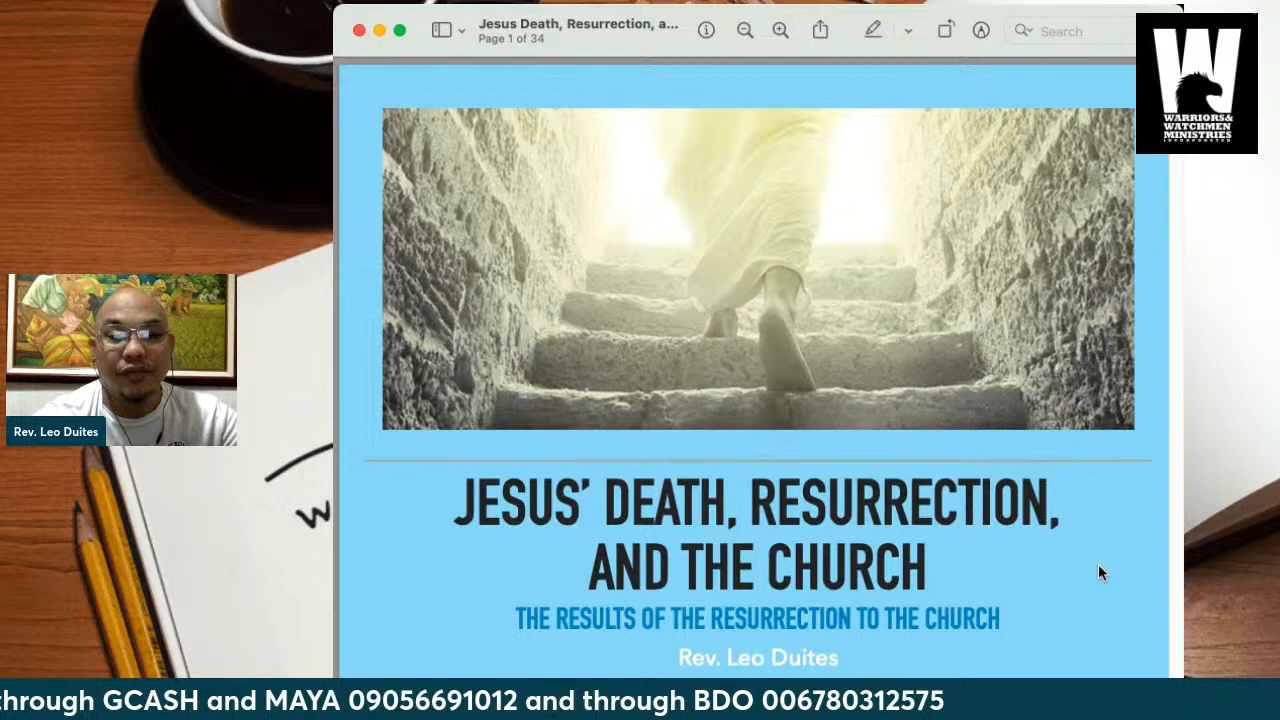 Jesus Death, Resurrection, a...
Page 1 of 34
Search
W
WARRIORS&
WATCHMEN
MINISTRIES
INCORPORATED
Rev. Leo Duites
W
JESUS' DEATH, RESURRECTION,
AND THE CHURCH
THE RESULTS OF THE RESURRECTION TO THE CHURCH
Rev. Leo Duites
through GCASH and MAYA 09056691012 and through BDO 006780312575